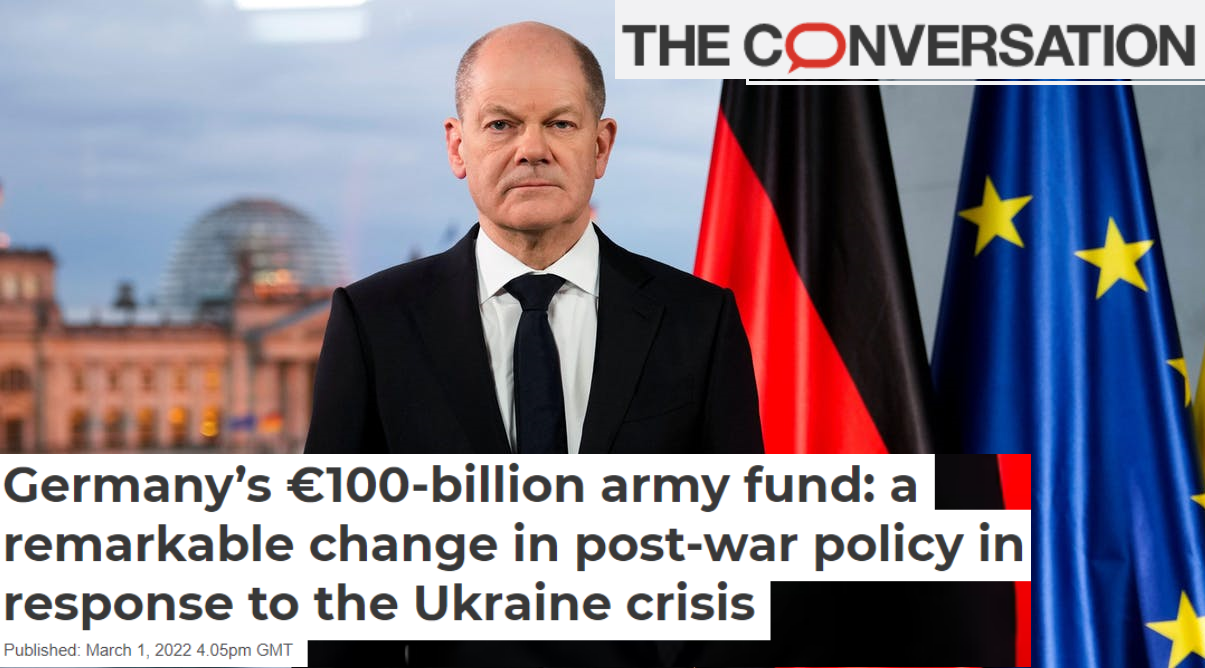 THE CONVERSATION
Germany’s €100-billion army fund: a
remarkable change in post-war policy in
response to the Ukraine crisis
Published: March 1, 2022 4.05pm GMT